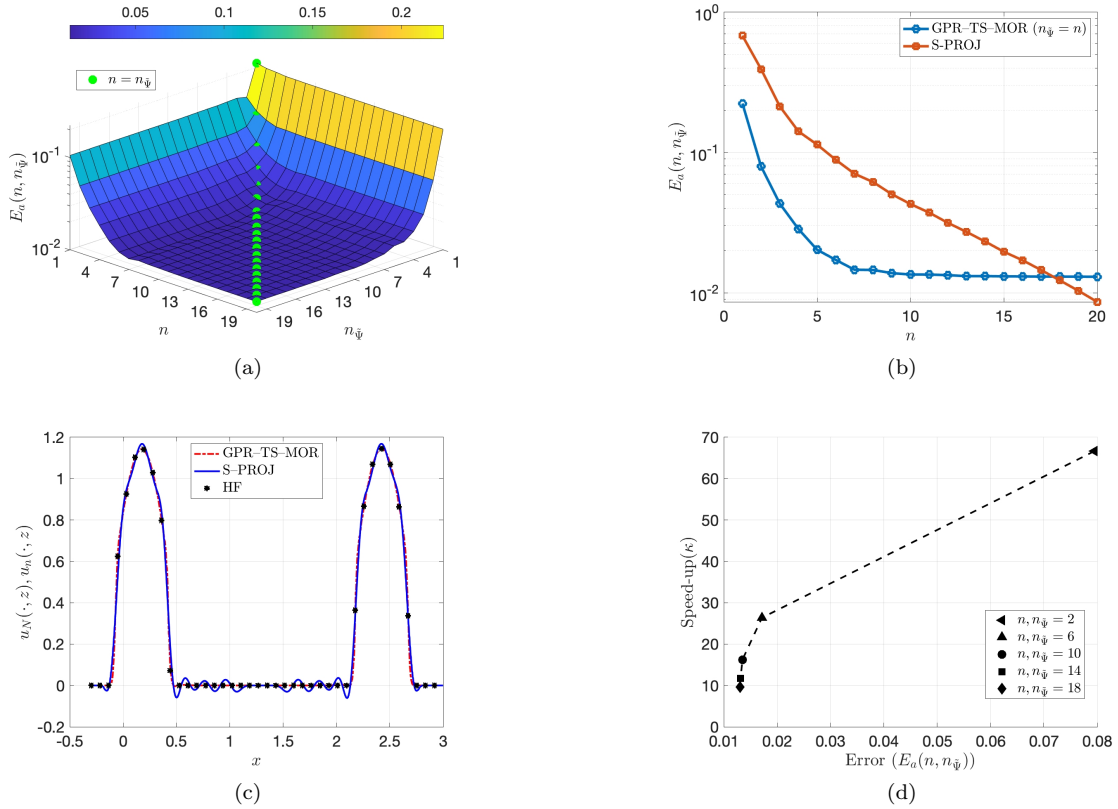 0.05 0.1 0.15 0.2
n = n_Ψ̃
E_a(n, n_Ψ̃)
10^-1
10^-2
1 4 7 10 13 16 19
n
19 16 13 10 7 4 1
n_Ψ̃
(a)
GPR–TS–MOR (n_Ψ̃ = n)
S-PROJ
E_a(n, n_Ψ̃)
10^0
10^-1
10^-2
0 5 10 15 20
n
(b)
GPR–TS–MOR
S–PROJ
HF
u_N(·, z), u_n(·, z)
1.2
1
0.8
0.6
0.4
0.2
0
-0.2
-0.5 0 0.5 1 1.5 2 2.5 3
x
(c)
Speed-up(κ)
70
60
50
40
30
20
10
0
n, n_Ψ̃ = 2
n, n_Ψ̃ = 6
n, n_Ψ̃ = 10
n, n_Ψ̃ = 14
n, n_Ψ̃ = 18
0.01 0.02 0.03 0.04 0.05 0.06 0.07 0.08
Error (E_a(n, n_Ψ̃))
(d)